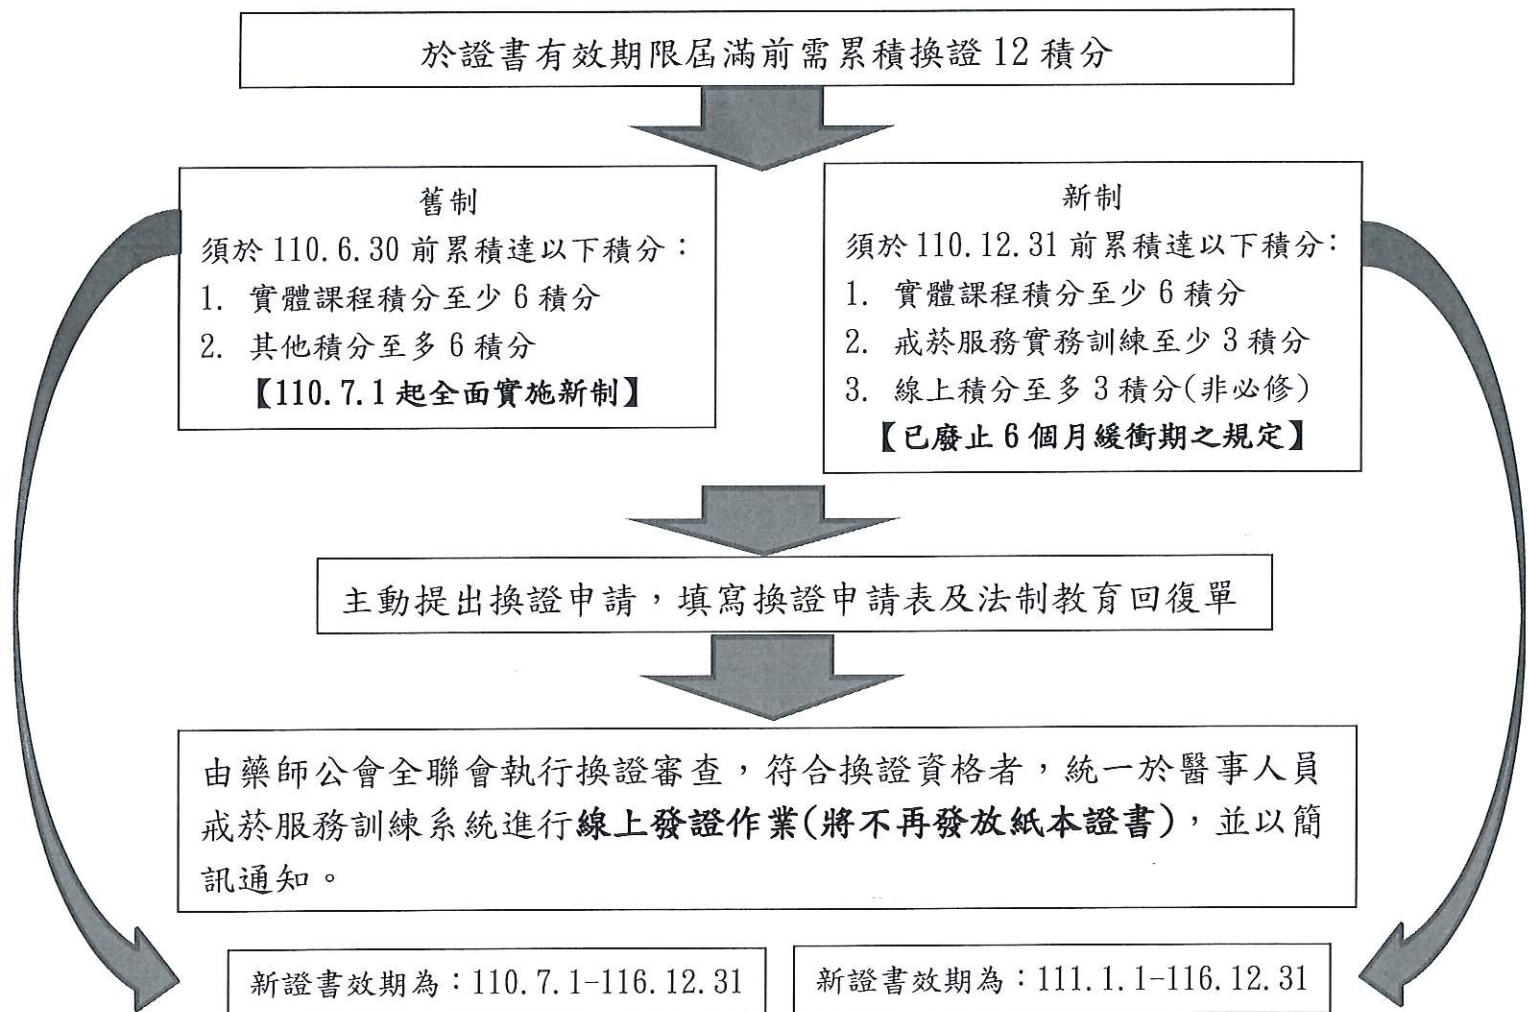 於證書有效期限屆滿前需累積換證 12 積分
舊制
須於 110.6.30 前累積達以下積分：
1. 實體課程積分至少 6 積分
2. 其他積分至多 6 積分
【110.7.1 起全面實施新制】
新制
須於 110.12.31 前累積達以下積分：
1. 實體課程積分至少 6 積分
2. 戒菸服務實務訓練至少 3 積分
3. 線上積分至多 3 積分(非必修)
【已廢止 6 個月緩衝期之規定】
主動提出換證申請，填寫換證申請表及法制教育回復單
由藥師公會全聯會執行換證審查，符合換證資格者，統一於醫事人員
戒菸服務訓練系統進行線上發證作業(將不再發放紙本證書)，並以簡
訊通知。
新證書效期為：110.7.1-116.12.31
新證書效期為：111.1.1-116.12.31